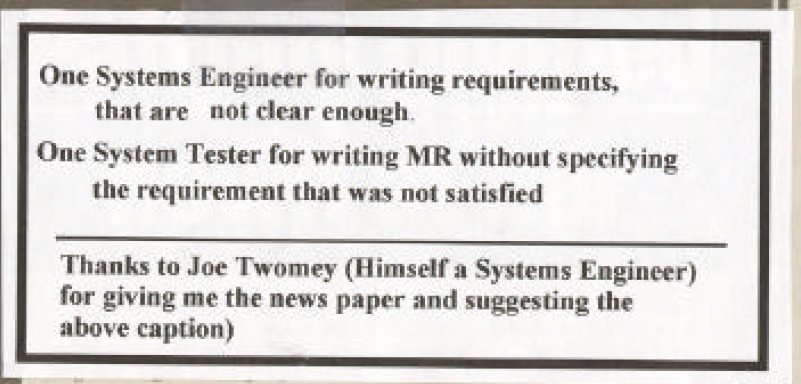 One Systems Engineer for writing requirements,
that are not clear enough.
One System Tester for writing MR without specifying
the requirement that was not satisfied
Thanks to Joe Twomey (Himself a Systems Engineer)
for giving me the news paper and suggesting the
above caption)